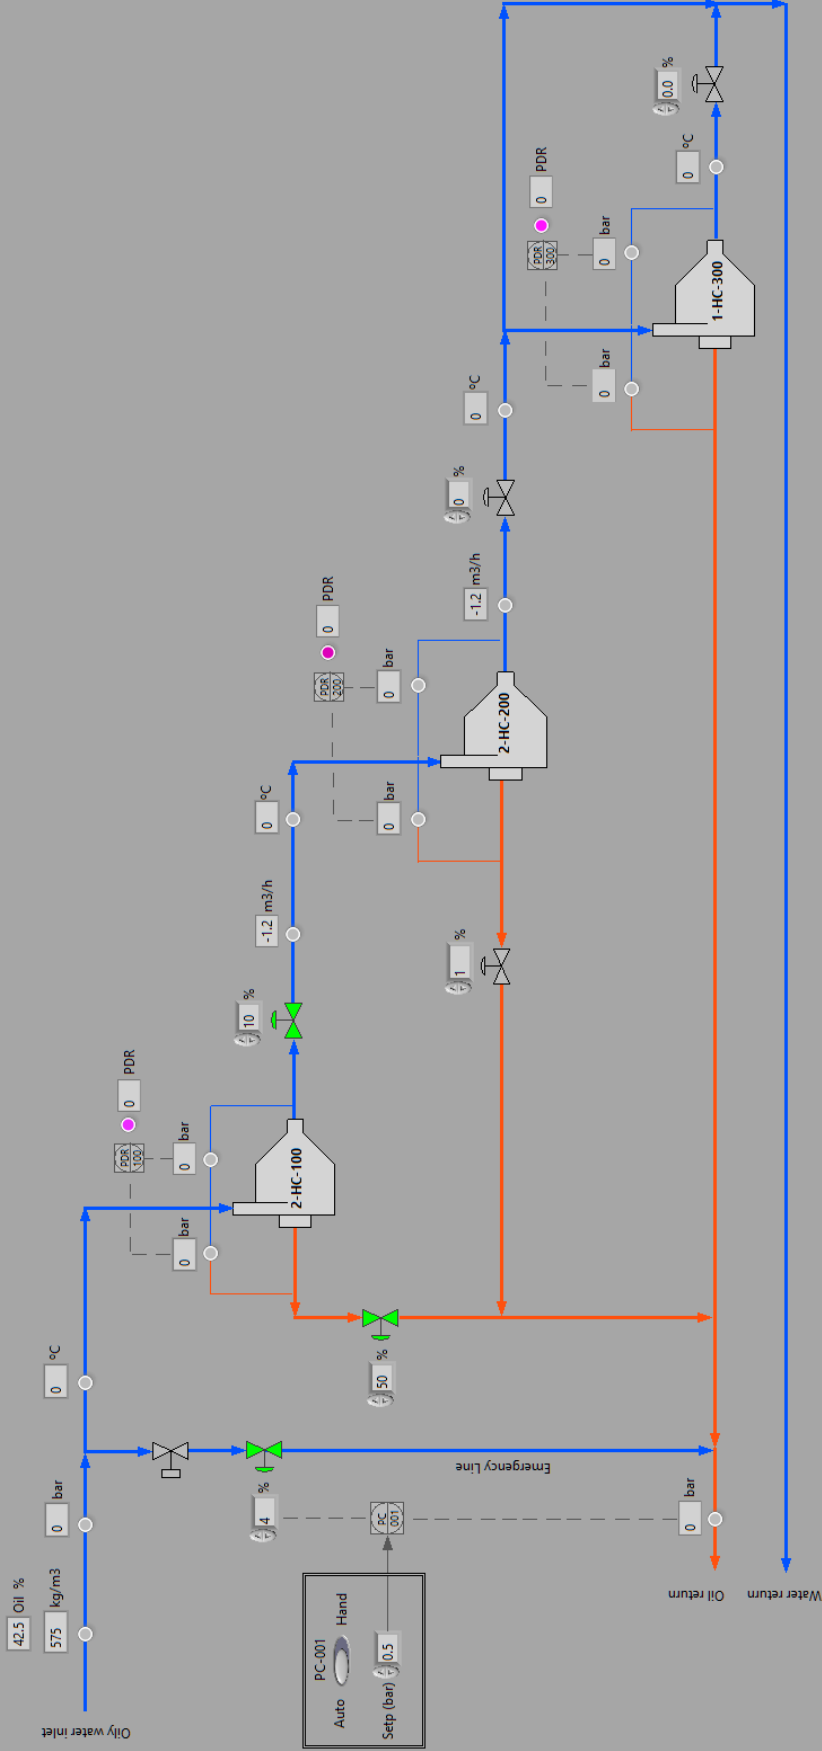 Oily water inlet
42.5 Oil %
575 kg/m3
0 bar
0 ºC
PC-001
Auto Hand
Setp (bar) 0.5
4 %
PC
001
Emergency Line
0 bar
Oil return
Water return
50 %
0 bar
0 bar
PDR
100
0 PDR
2-HC-100
10 %
-1.2 m3/h
0 ºC
1 %
0 bar
0 bar
PDR
200
0 PDR
2-HC-200
-1.2 m3/h
0 %
0 ºC
0 bar
0 bar
PDR
300
0 PDR
1-HC-300
0 ºC
0.0 %